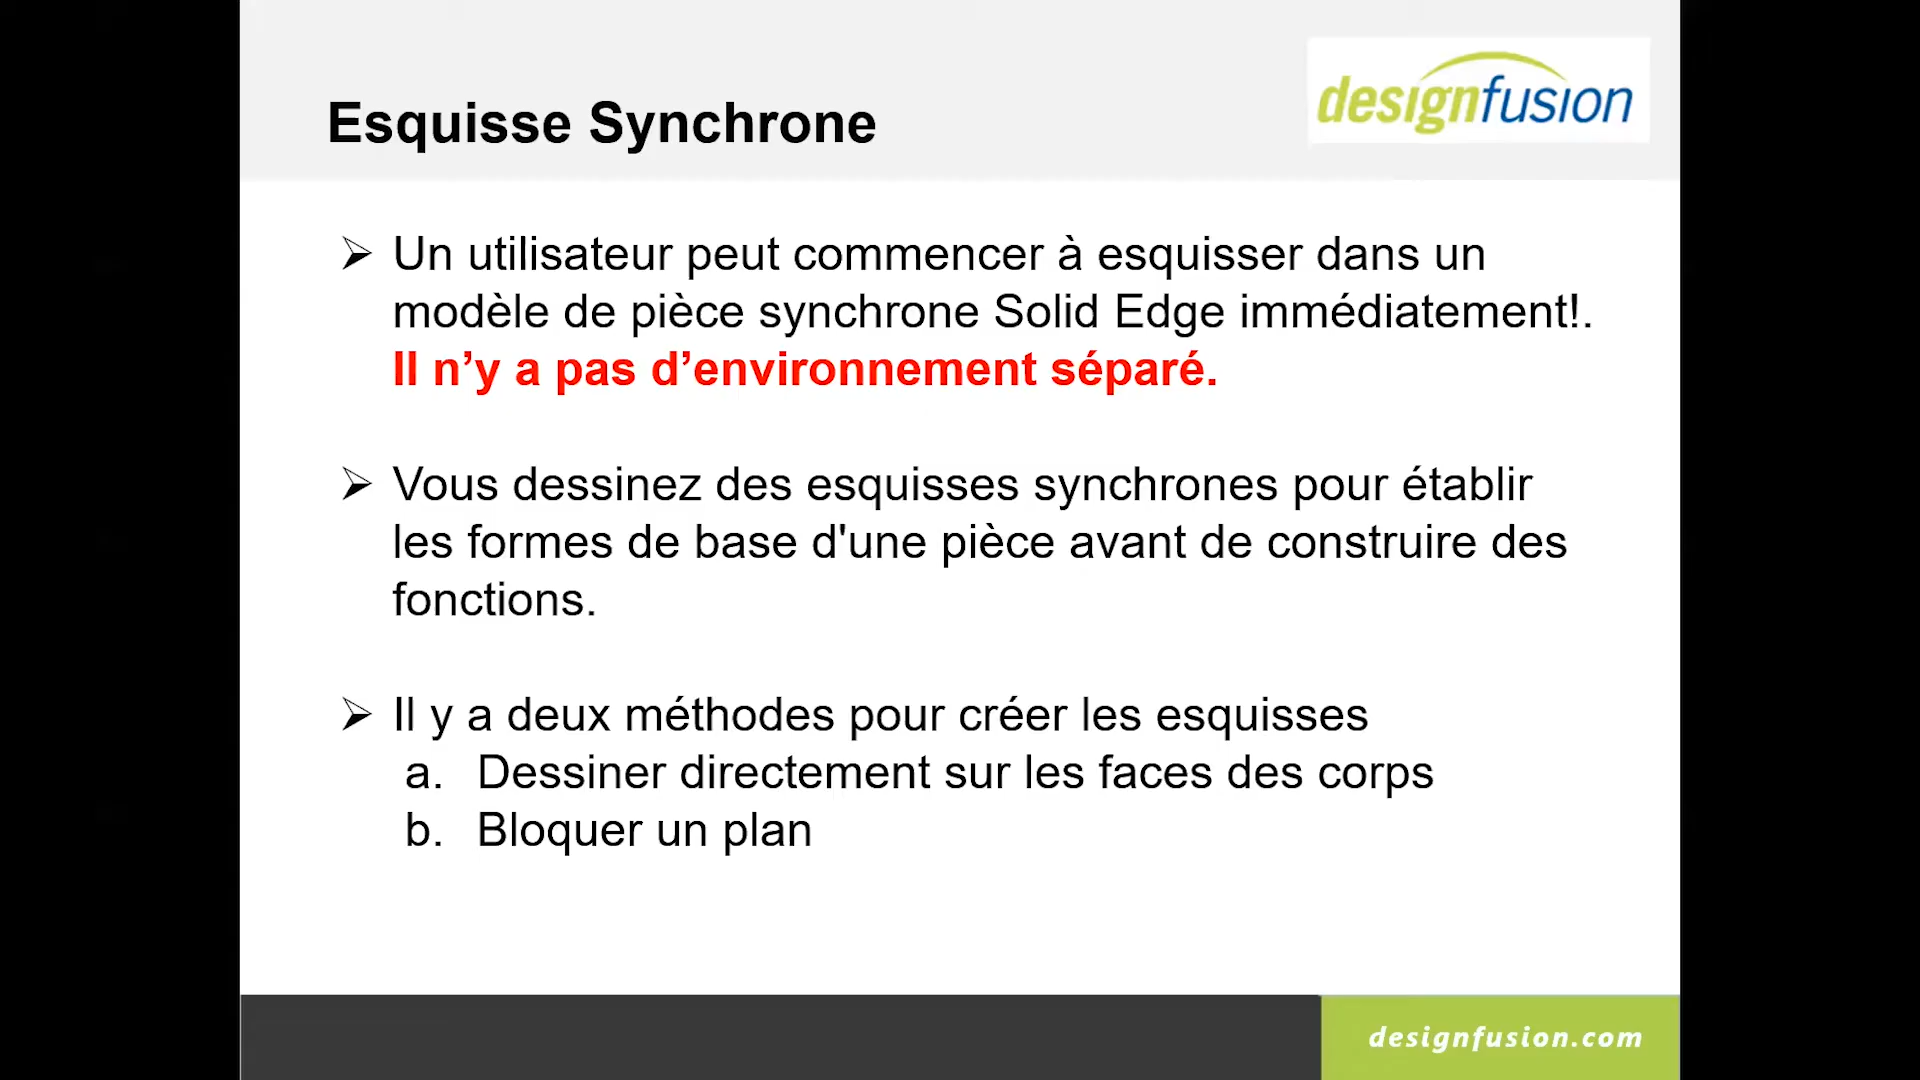 Esquisse Synchrone
designfusion
➢ Un utilisateur peut commencer à esquisser dans un
modèle de pièce synchrone Solid Edge immédiatement!.
Il n’y a pas d’environnement séparé.
➢ Vous dessinez des esquisses synchrones pour établir
les formes de base d'une pièce avant de construire des
fonctions.
➢ Il y a deux méthodes pour créer les esquisses
a. Dessiner directement sur les faces des corps
b. Bloquer un plan
designfusion.com